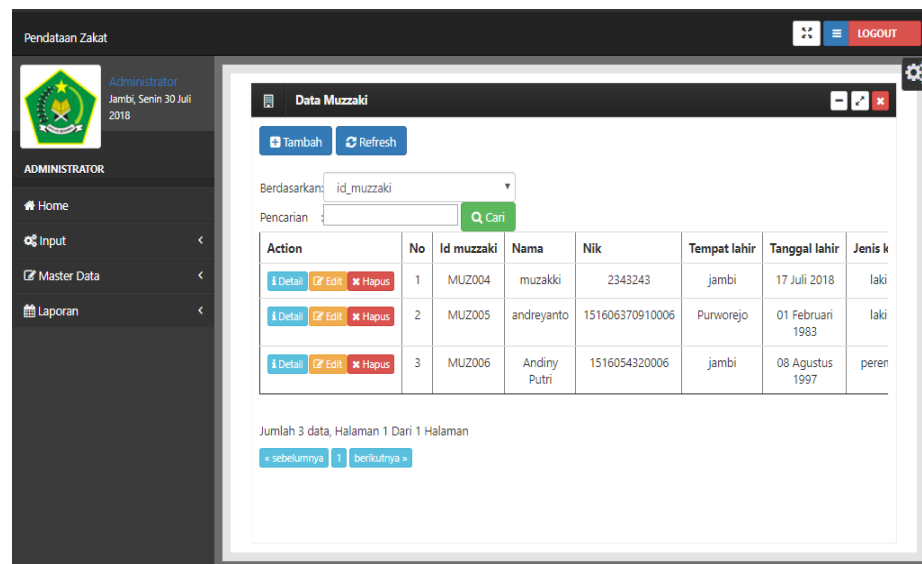 Pendataan Zakat
LOGOUT
Administrator
Jambi, Senin 30 Juli
2018
ADMINISTRATOR
Home
Input
Master Data
Laporan
Data Muzzaki
Tambah Refresh
Berdasarkan: id_muzzaki
Pencarian : Cari
Action No Id muzzaki Nama Nik Tempat lahir Tanggal lahir Jenis k
Detail Edit Hapus 1 MUZ004 muzakki 2343243 jambi 17 Juli 2018 laki
Detail Edit Hapus 2 MUZ005 andreyanto 151606370910006 Purworejo 01 Februari laki
1983
Detail Edit Hapus 3 MUZ006 Andiny 1516054320006 jambi 08 Agustus peren
Putri 1997
Jumlah 3 data, Halaman 1 Dari 1 Halaman
« sebelumnya 1 berikutnya »